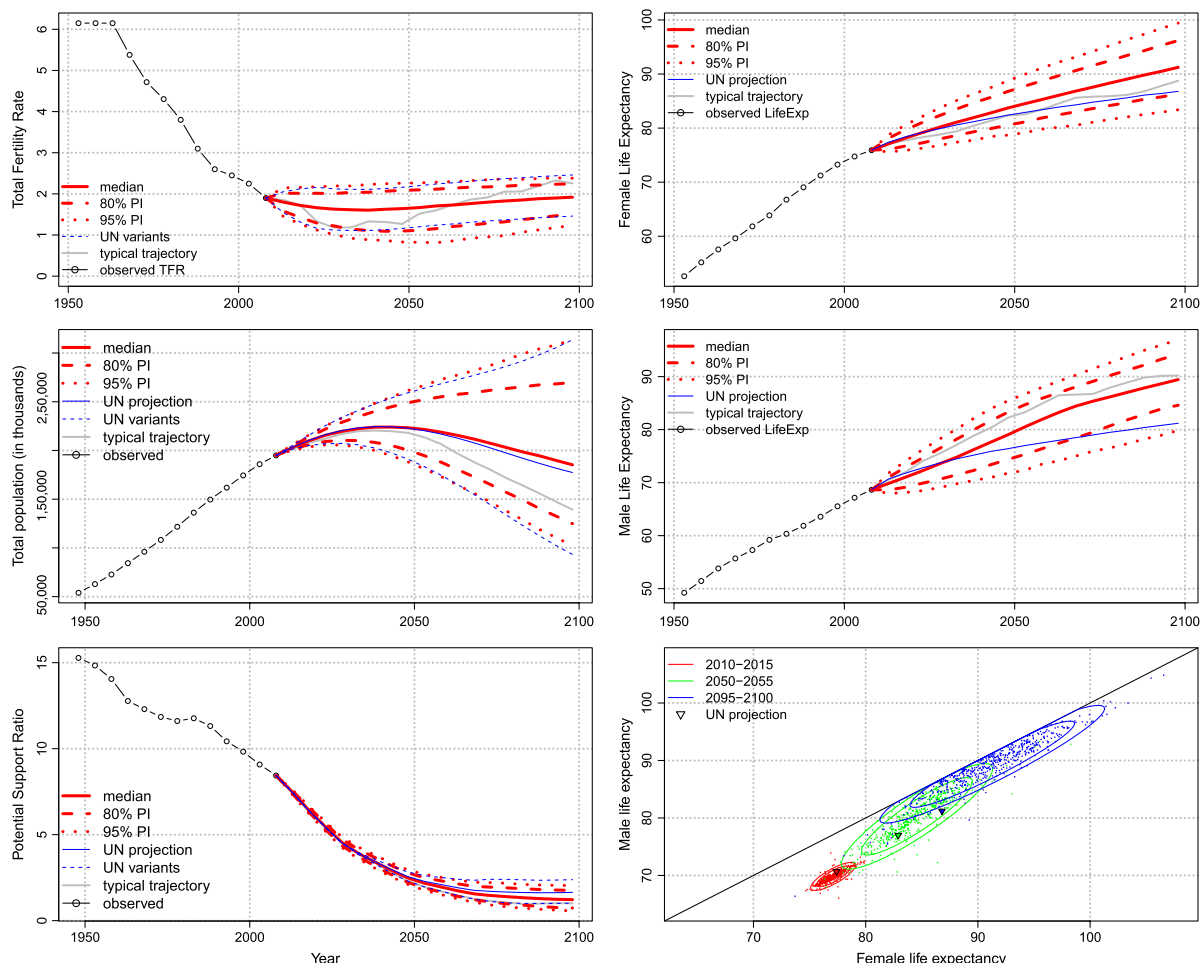 Total Fertility Rate
6
5
4
3
2
1
0
median
80% PI
95% PI
UN variants
typical trajectory
observed TFR
1950
2000
2050
2100
Female Life Expectancy
100
90
80
70
60
median
80% PI
95% PI
UN projection
typical trajectory
observed LifeExp
1950
2000
2050
2100
Total population (in thousands)
1,50,000
50,000
median
80% PI
95% PI
UN projection
UN variants
typical trajectory
observed
1950
2000
2050
2100
Male Life Expectancy
90
80
70
60
50
median
80% PI
95% PI
UN projection
typical trajectory
observed LifeExp
1950
2000
2050
2100
Potential Support Ratio
15
10
5
0
median
80% PI
95% PI
UN projection
UN variants
typical trajectory
observed
1950
2000
2050
2100
Year
Male life expectancy
100
90
80
70
2010−2015
2050−2055
2095−2100
UN projection
70
80
90
100
Female life expectancy